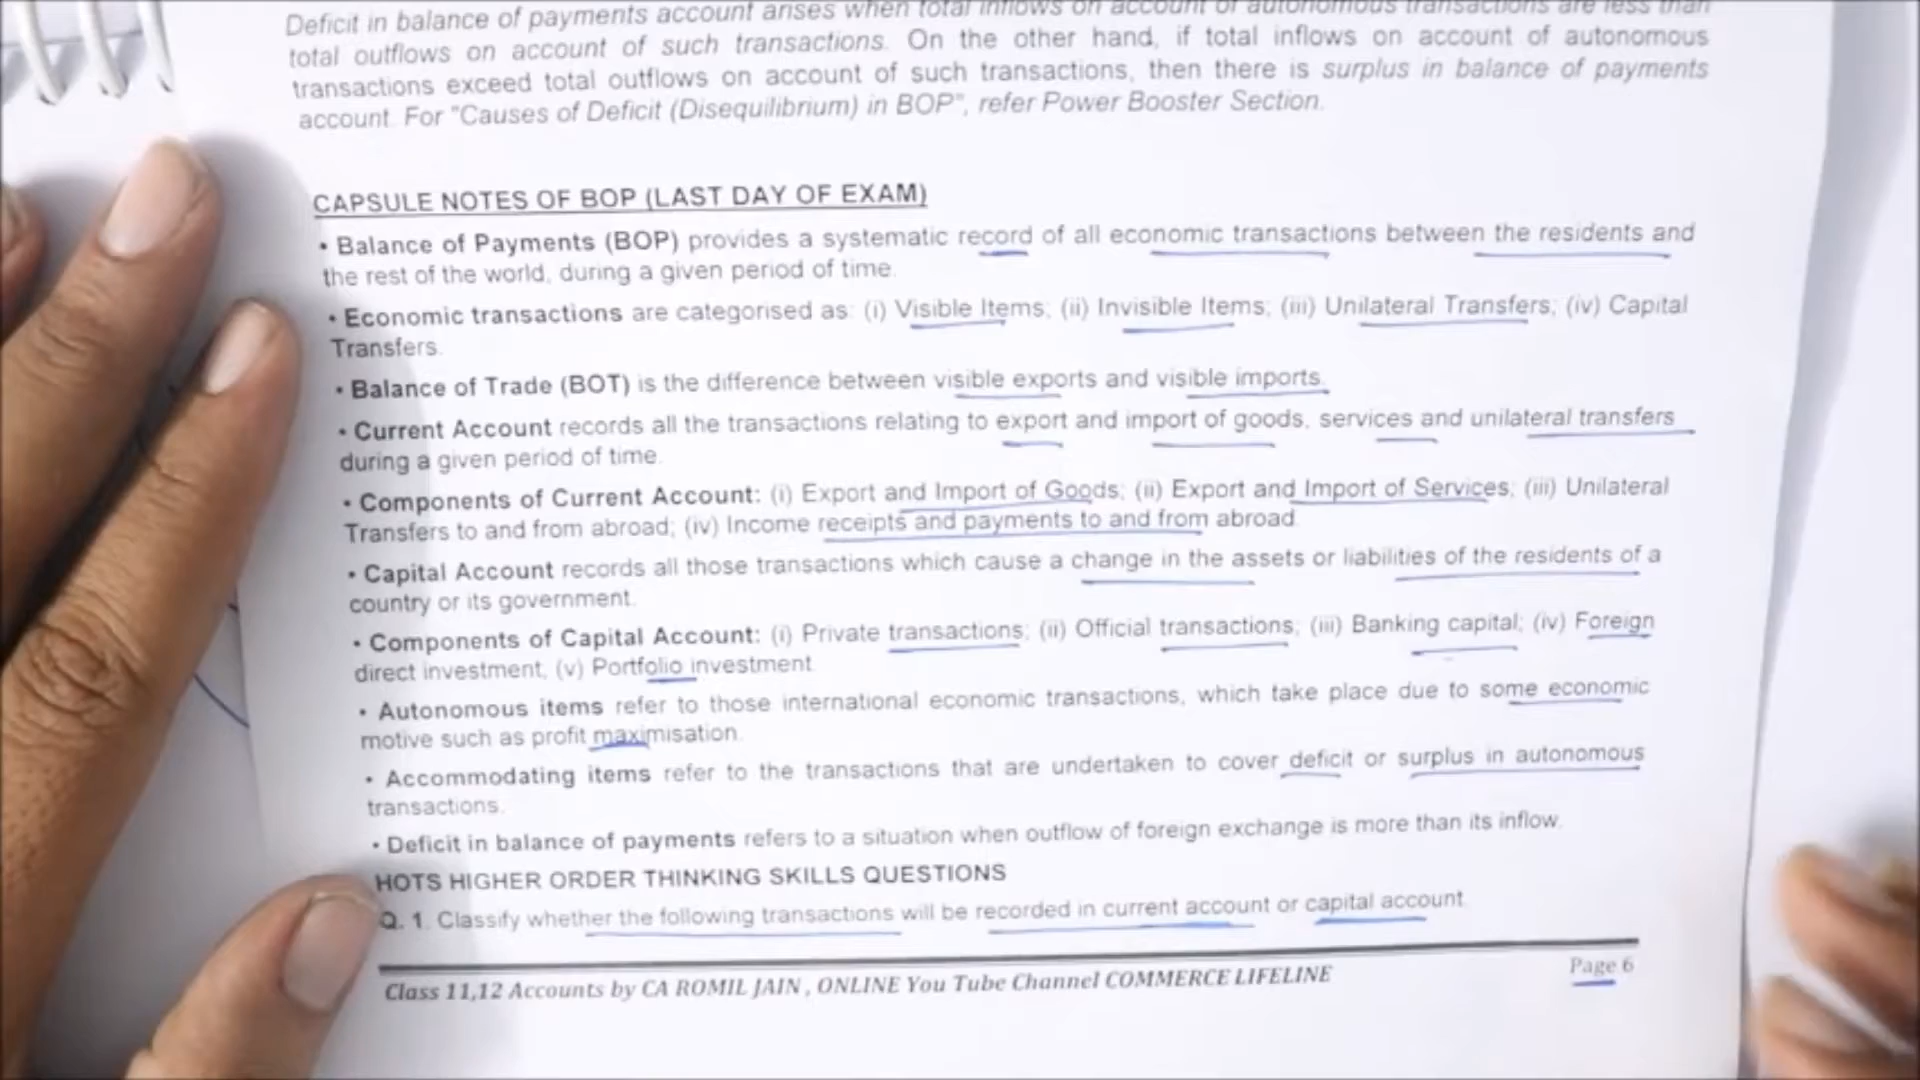 Deficit in balance of payments account arises when total inflows on account of autonomous transactions are less than
total outflows on account of such transactions. On the other hand, if total inflows on account of autonomous
transactions exceed total outflows on account of such transactions, then there is surplus in balance of payments
account. For "Causes of Deficit (Disequilibrium) in BOP", refer Power Booster Section.
CAPSULE NOTES OF BOP (LAST DAY OF EXAM)
• Balance of Payments (BOP) provides a systematic record of all economic transactions between the residents and
the rest of the world, during a given period of time.
• Economic transactions are categorised as: (i) Visible Items; (ii) Invisible Items; (iii) Unilateral Transfers; (iv) Capital
Transfers.
• Balance of Trade (BOT) is the difference between visible exports and visible imports.
• Current Account records all the transactions relating to export and import of goods, services and unilateral transfers
during a given period of time.
• Components of Current Account: (i) Export and Import of Goods; (ii) Export and Import of Services; (iii) Unilateral
Transfers to and from abroad; (iv) Income receipts and payments to and from abroad.
• Capital Account records all those transactions which cause a change in the assets or liabilities of the residents of a
country or its government.
• Components of Capital Account: (i) Private transactions; (ii) Official transactions; (iii) Banking capital; (iv) Foreign
direct investment, (v) Portfolio investment
• Autonomous items refer to those international economic transactions, which take place due to some economic
motive such as profit maximisation.
• Accommodating items refer to the transactions that are undertaken to cover deficit or surplus in autonomous
transactions.
• Deficit in balance of payments refers to a situation when outflow of foreign exchange is more than its inflow.
HOTS HIGHER ORDER THINKING SKILLS QUESTIONS
Q. 1. Classify whether the following transactions will be recorded in current account or capital account.
Class 11,12 Accounts by CA ROMIL JAIN , ONLINE You Tube Channel COMMERCE LIFELINE
Page 6